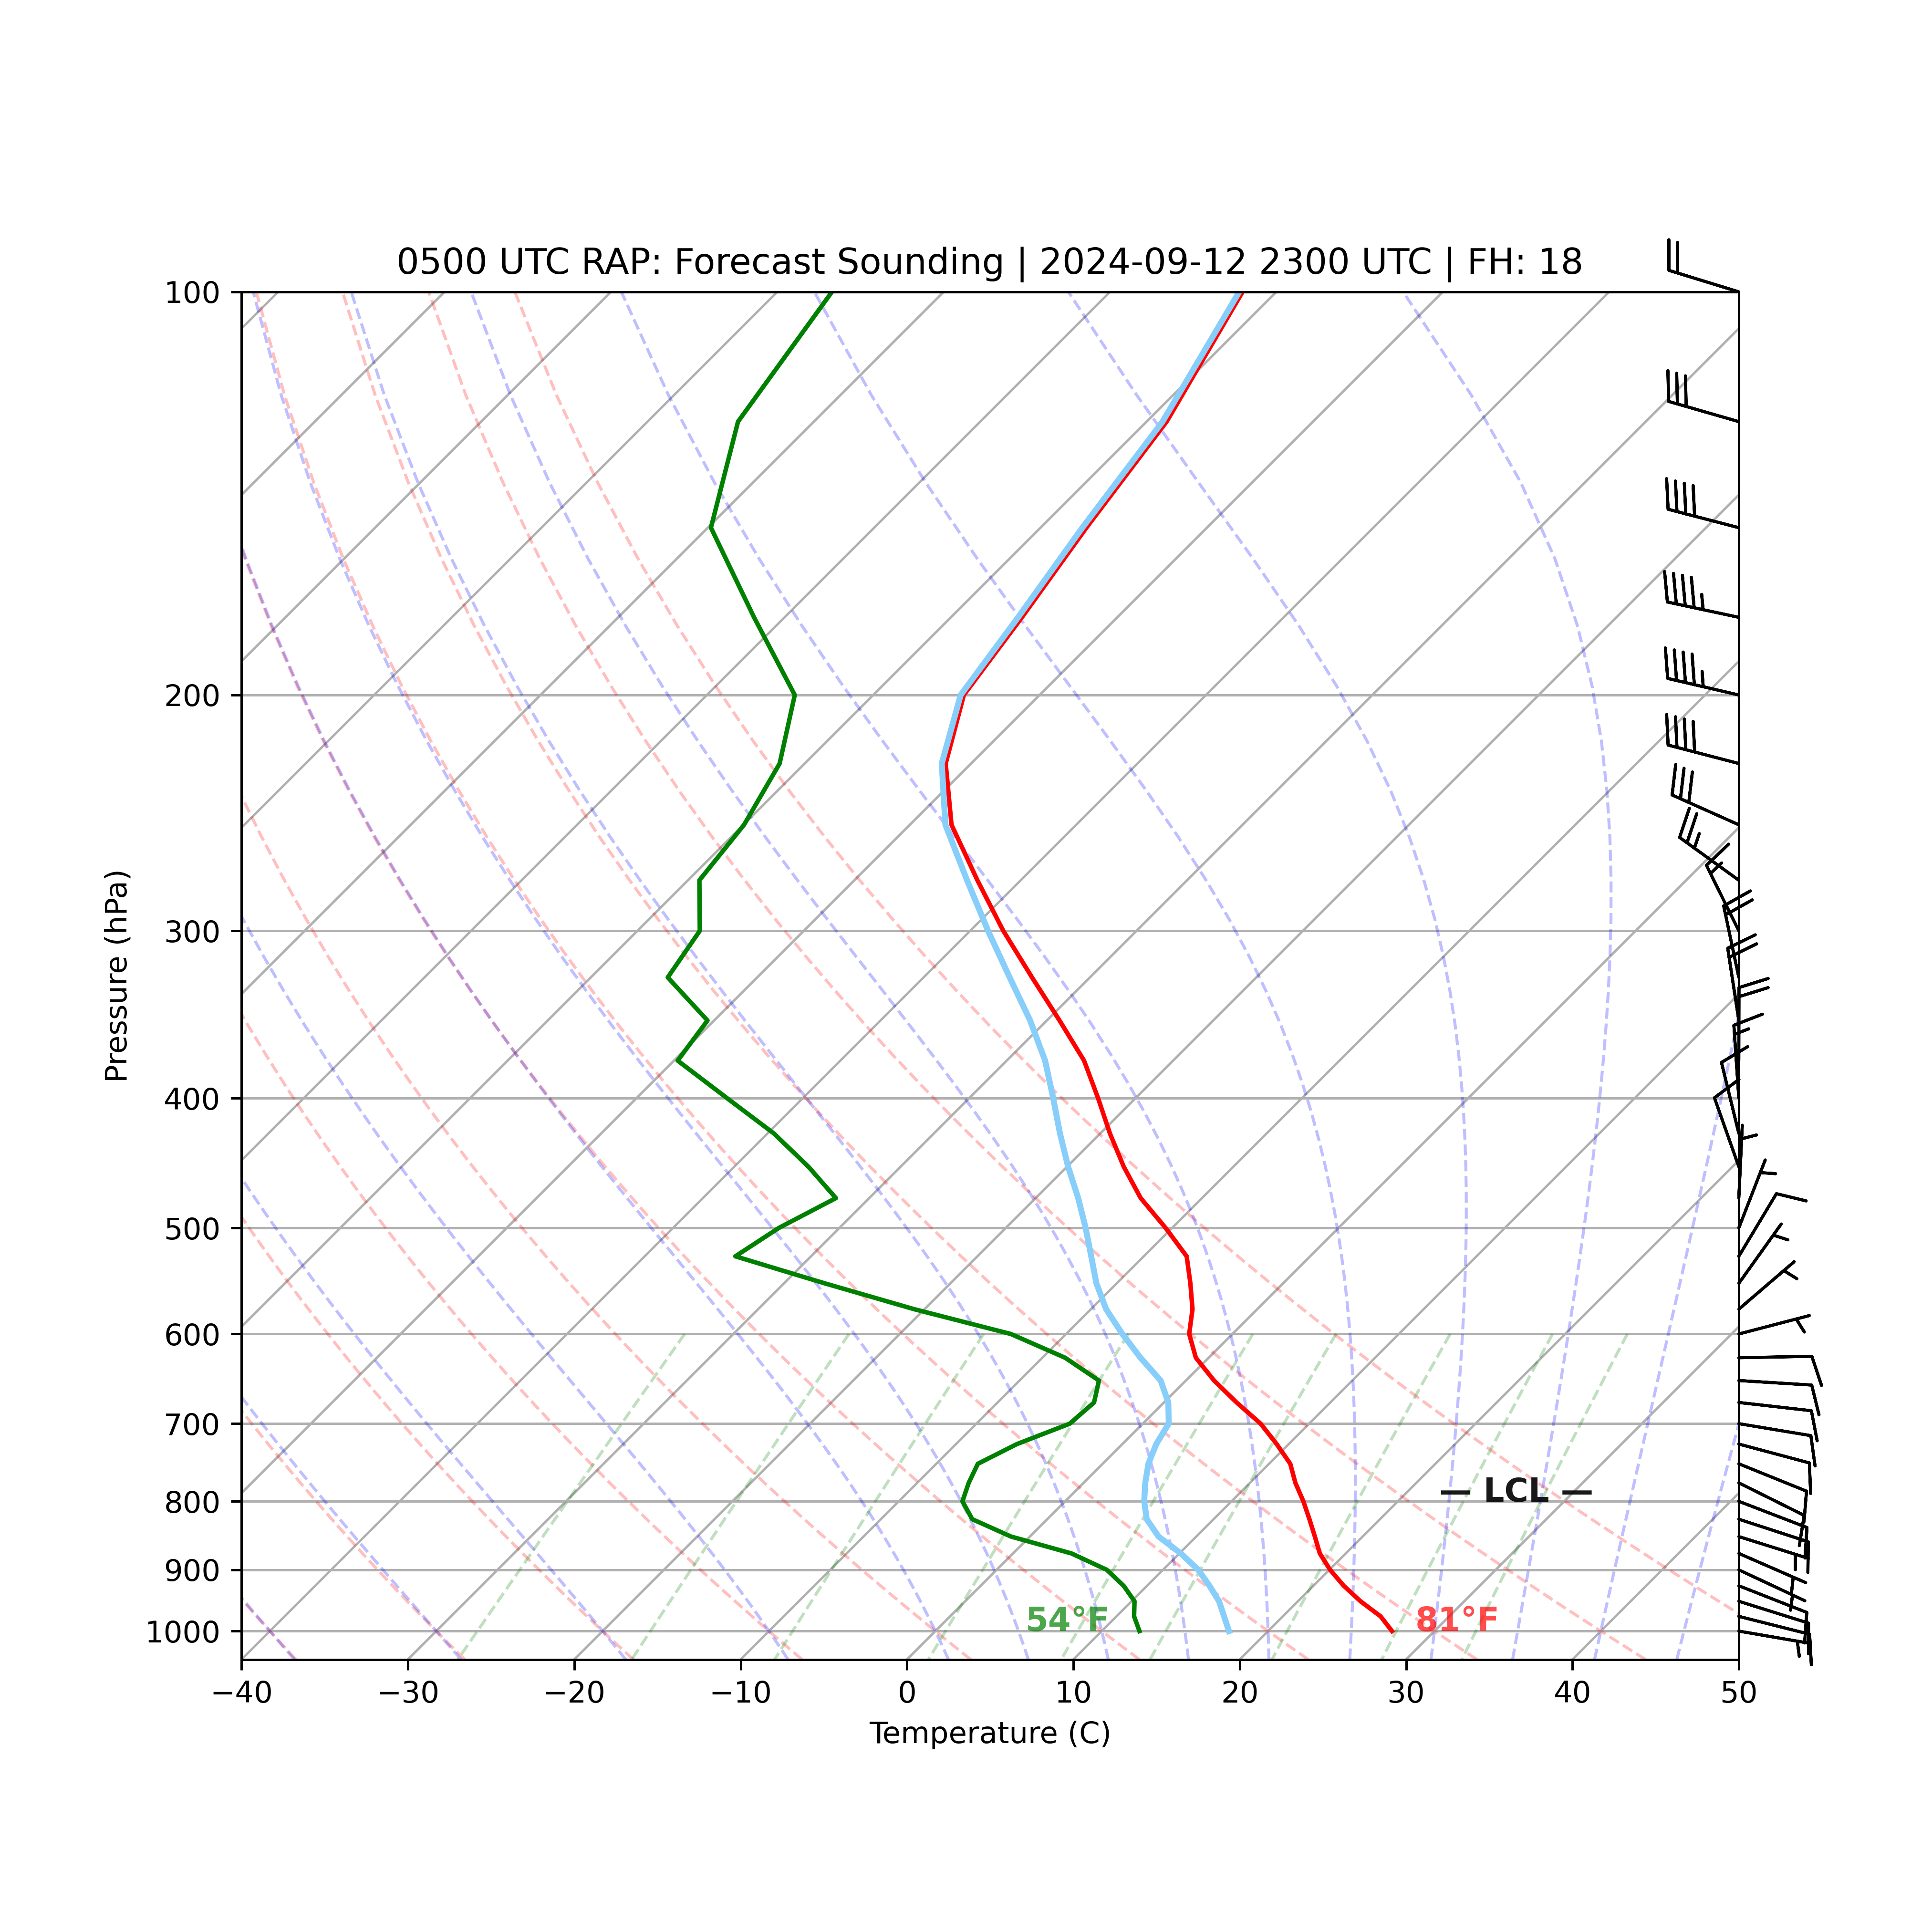 0500 UTC RAP: Forecast Sounding | 2024-09-12 2300 UTC | FH: 18
100
200
300
400
500
600
700
800
900
1000
Pressure (hPa)
— LCL —
54°F
81°F
−40 −30 −20 −10 0 10 20 30 40 50
Temperature (C)